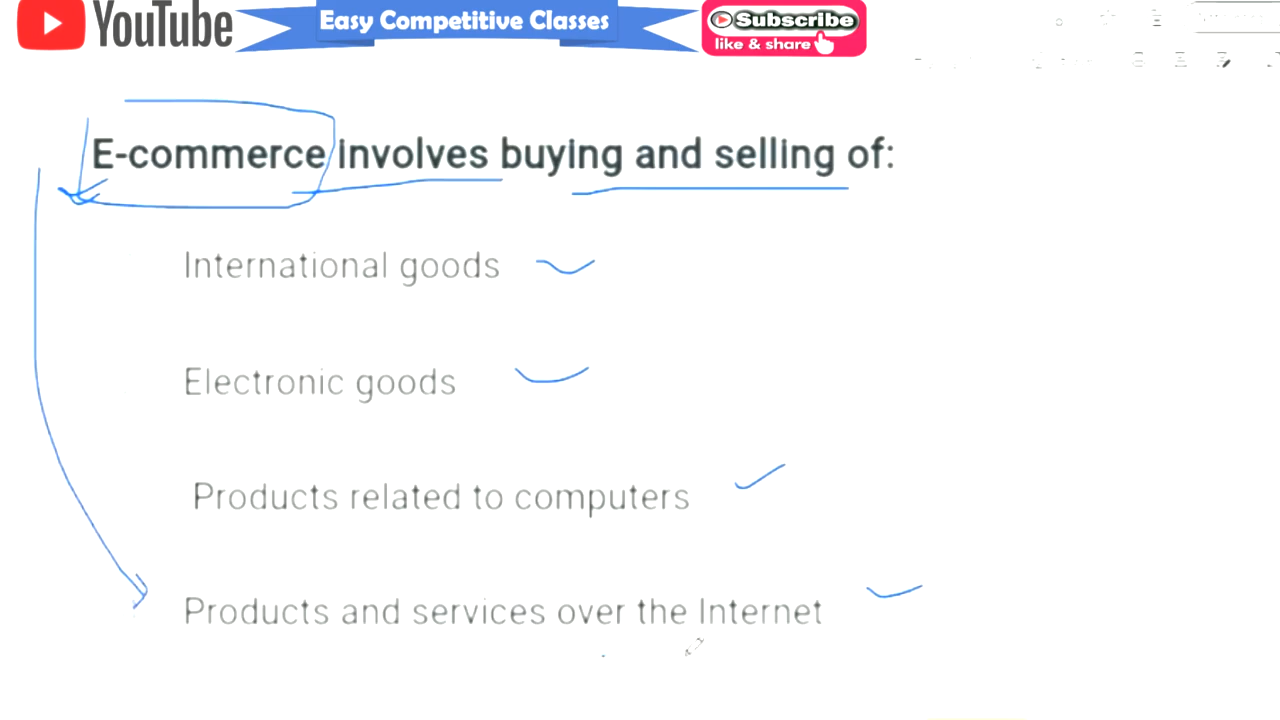 YouTube Easy Competitive Classes Subscribe
like & share
E-commerce involves buying and selling of:
International goods
Electronic goods
Products related to computers
Products and services over the Internet